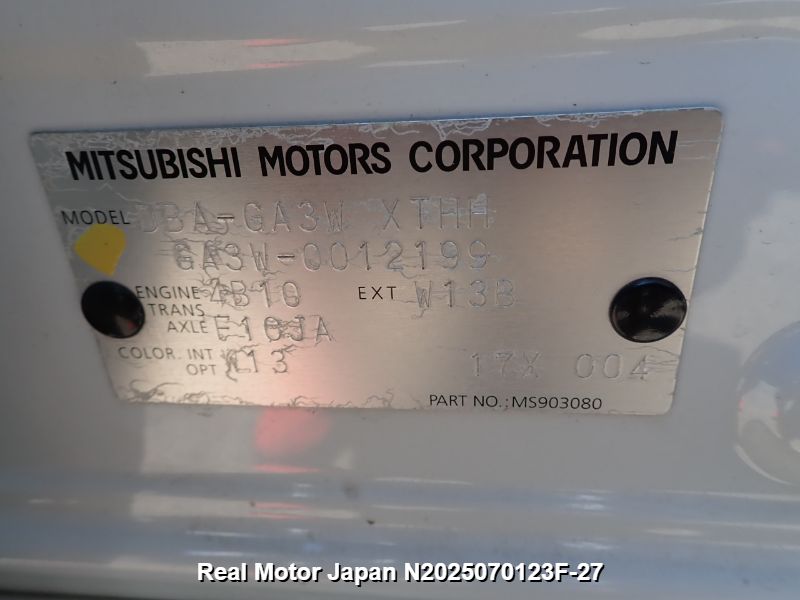 MITSUBISHI MOTORS CORPORATION
MODEL DBA-GA3W XTHH
GA3W-0012199
ENGINE 4B10 EXT W13B
TRANS
AXLE F1CJA
COLOR. INT
OPT C13 17X 004
PART NO.;MS903080
Real Motor Japan N2025070123F-27